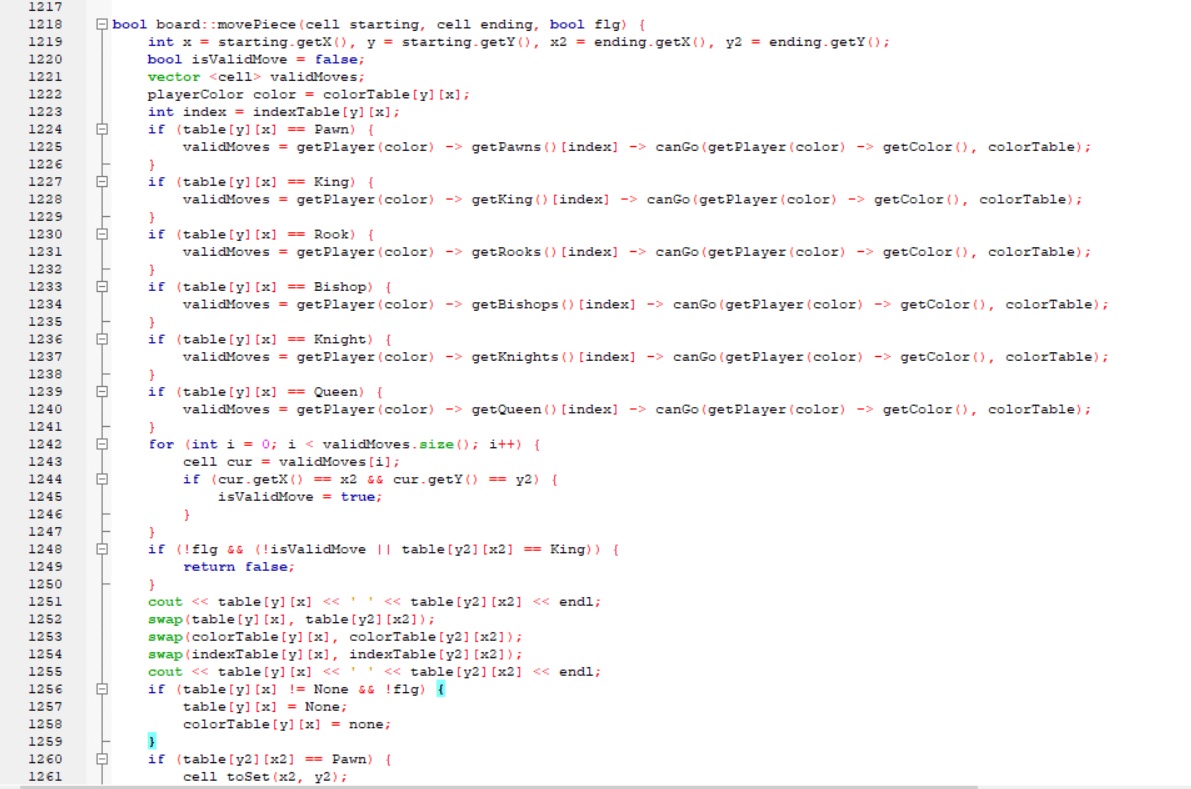 1217
1218 bool board::movePiece(cell starting, cell ending, bool flg) {
1219     int x = starting.getX(), y = starting.getY(), x2 = ending.getX(), y2 = ending.getY();
1220     bool isValidMove = false;
1221     vector <cell> validMoves;
1222     playerColor color = colorTable[y][x];
1223     int index = indexTable[y][x];
1224     if (table[y][x] == Pawn) {
1225         validMoves = getPlayer(color) -> getPawns()[index] -> canGo(getPlayer(color) -> getColor(), colorTable);
1226     }
1227     if (table[y][x] == King) {
1228         validMoves = getPlayer(color) -> getKing()[index] -> canGo(getPlayer(color) -> getColor(), colorTable);
1229     }
1230     if (table[y][x] == Rook) {
1231         validMoves = getPlayer(color) -> getRooks()[index] -> canGo(getPlayer(color) -> getColor(), colorTable);
1232     }
1233     if (table[y][x] == Bishop) {
1234         validMoves = getPlayer(color) -> getBishops()[index] -> canGo(getPlayer(color) -> getColor(), colorTable);
1235     }
1236     if (table[y][x] == Knight) {
1237         validMoves = getPlayer(color) -> getKnights()[index] -> canGo(getPlayer(color) -> getColor(), colorTable);
1238     }
1239     if (table[y][x] == Queen) {
1240         validMoves = getPlayer(color) -> getQueen()[index] -> canGo(getPlayer(color) -> getColor(), colorTable);
1241     }
1242     for (int i = 0; i < validMoves.size(); i++) {
1243         cell cur = validMoves[i];
1244         if (cur.getX() == x2 && cur.getY() == y2) {
1245             isValidMove = true;
1246         }
1247     }
1248     if (!flg && (!isValidMove || table[y2][x2] == King)) {
1249         return false;
1250     }
1251     cout << table[y][x] << ' ' << table[y2][x2] << endl;
1252     swap(table[y][x], table[y2][x2]);
1253     swap(colorTable[y][x], colorTable[y2][x2]);
1254     swap(indexTable[y][x], indexTable[y2][x2]);
1255     cout << table[y][x] << ' ' << table[y2][x2] << endl;
1256     if (table[y][x] != None && !flg) {
1257         table[y][x] = None;
1258         colorTable[y][x] = none;
1259     }
1260     if (table[y2][x2] == Pawn) {
1261         cell toSet(x2, y2);